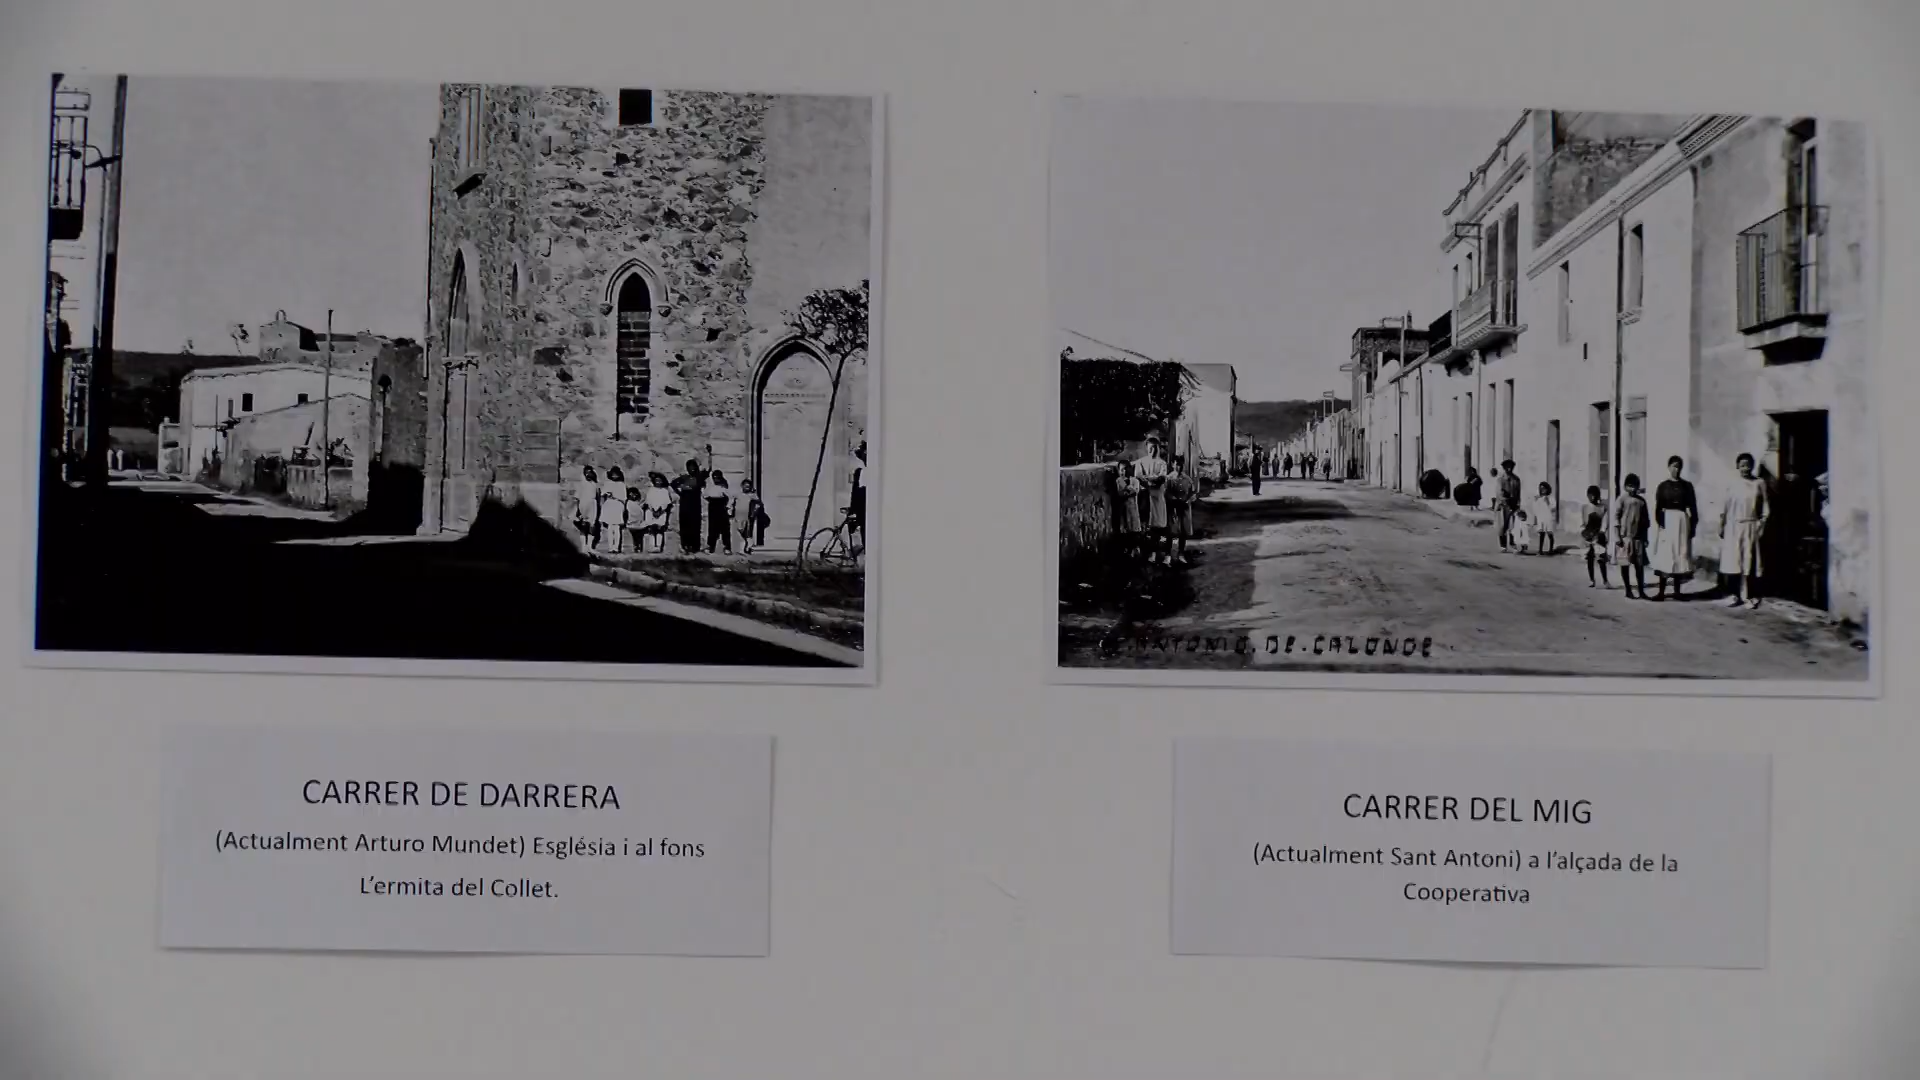 ANTONIO. DE. CALONGE.
CARRER DE DARRERA
(Actualment Arturo Mundet) Església i al fons
L'ermita del Collet.
CARRER DEL MIG
(Actualment Sant Antoni) a l'alçada de la
Cooperativa